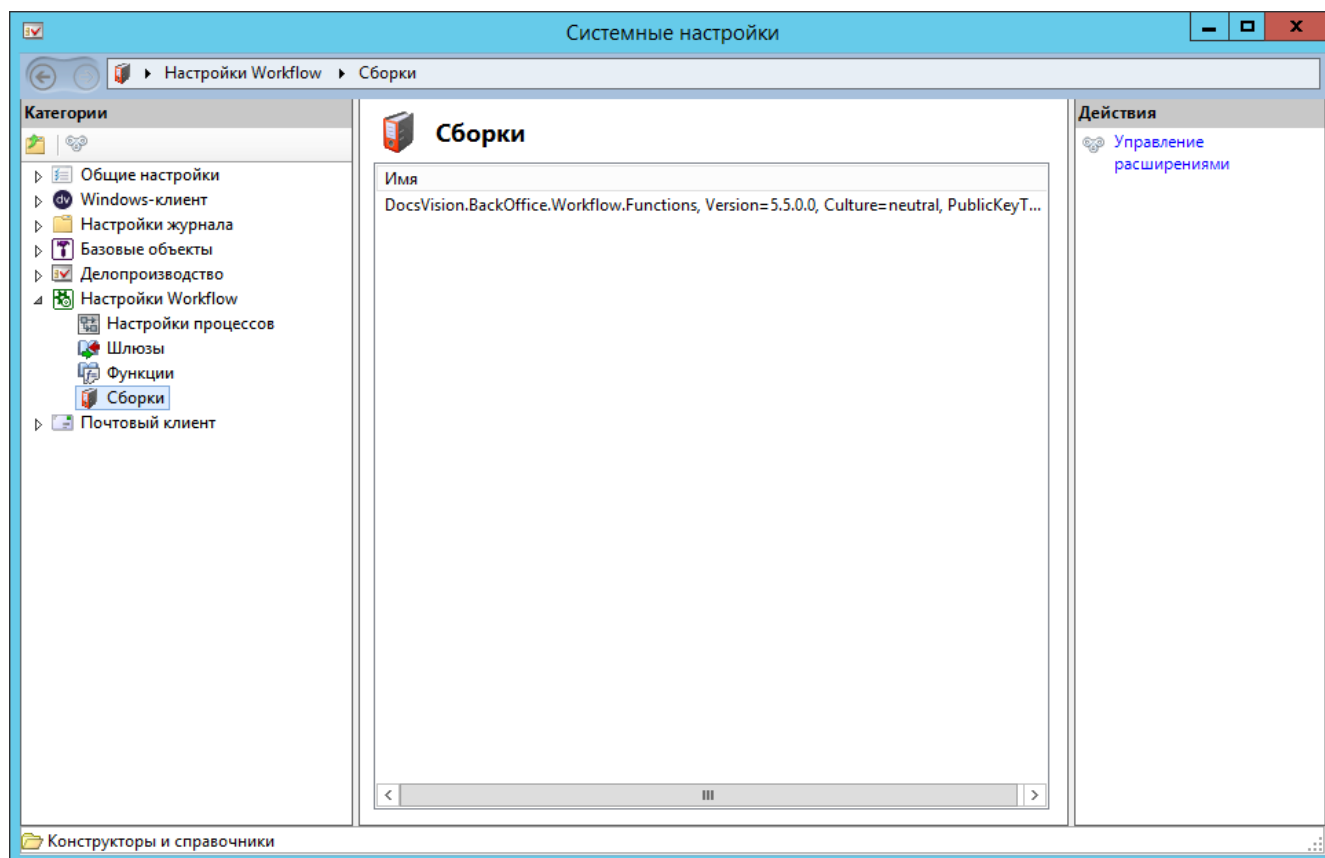 Системные настройки
Настройки Workflow Сборки
Категории
Общие настройки
Windows-клиент
Настройки журнала
Базовые объекты
Делопроизводство
Настройки Workflow
Настройки процессов
Шлюзы
Функции
Сборки
Почтовый клиент
Сборки
Имя
DocsVision.BackOffice.Workflow.Functions, Version=5.5.0.0, Culture=neutral, PublicKeyT...
Действия
Управление
расширениями
Конструкторы и справочники